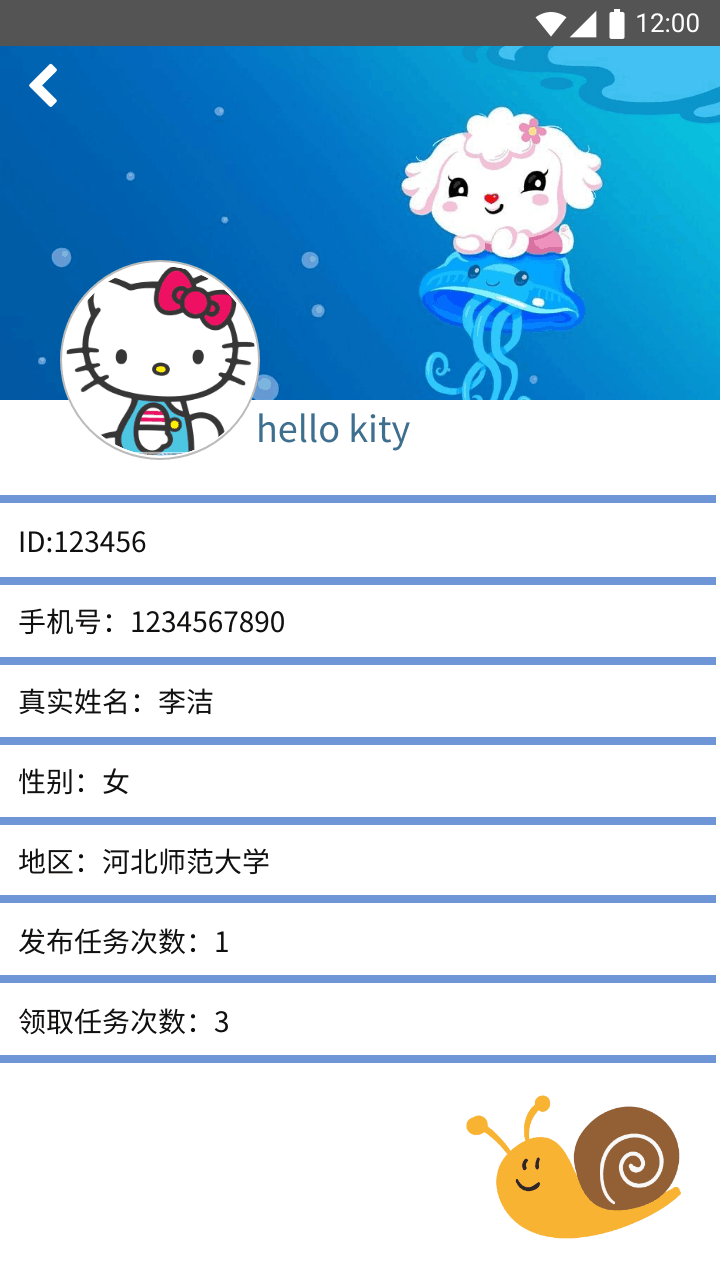 12:00
hello kity
ID:123456
手机号：1234567890
真实姓名：李洁
性别：女
地区：河北师范大学
发布任务次数：1
领取任务次数：3